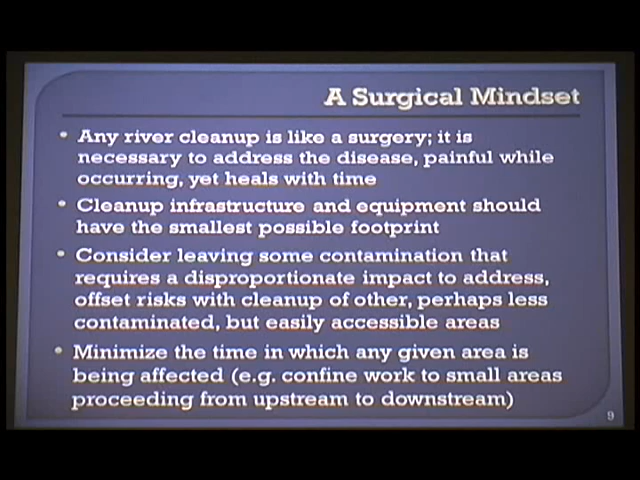 A Surgical Mindset
• Any river cleanup is like a surgery; it is
necessary to address the disease, painful while
occurring, yet heals with time
• Cleanup infrastructure and equipment should
have the smallest possible footprint
• Consider leaving some contamination that
requires a disproportionate impact to address,
offset risks with cleanup of other, perhaps less
contaminated, but easily accessible areas
• Minimize the time in which any given area is
being affected (e.g. confine work to small areas
proceeding from upstream to downstream)
9